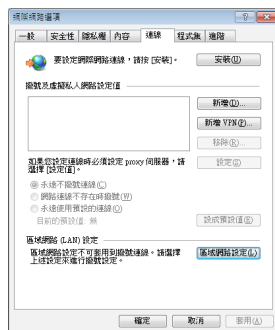 網際網路選項
一般 安全性 隱私權 內容 連線 程式集 進階
要設定網際網路連線，請按 [安裝]。
安裝(U)
撥號及虛擬私人網路設定值
新增(D)...
新增 VPN(P)...
移除(R)...
如果您設定連線時必須設定 proxy 伺服器，請
選擇 [設定值]。
設定(S)
永遠不撥號連線(C)
網路連線不存在時撥號(W)
永遠使用預設的連線(O)
目前的預設值: 無
設成預設值(E)
區域網路 (LAN) 設定
區域網路設定不可套用到撥號連線。請選擇
上述設定來進行撥號設定。
區域網路設定(L)
確定 取消 套用(A)